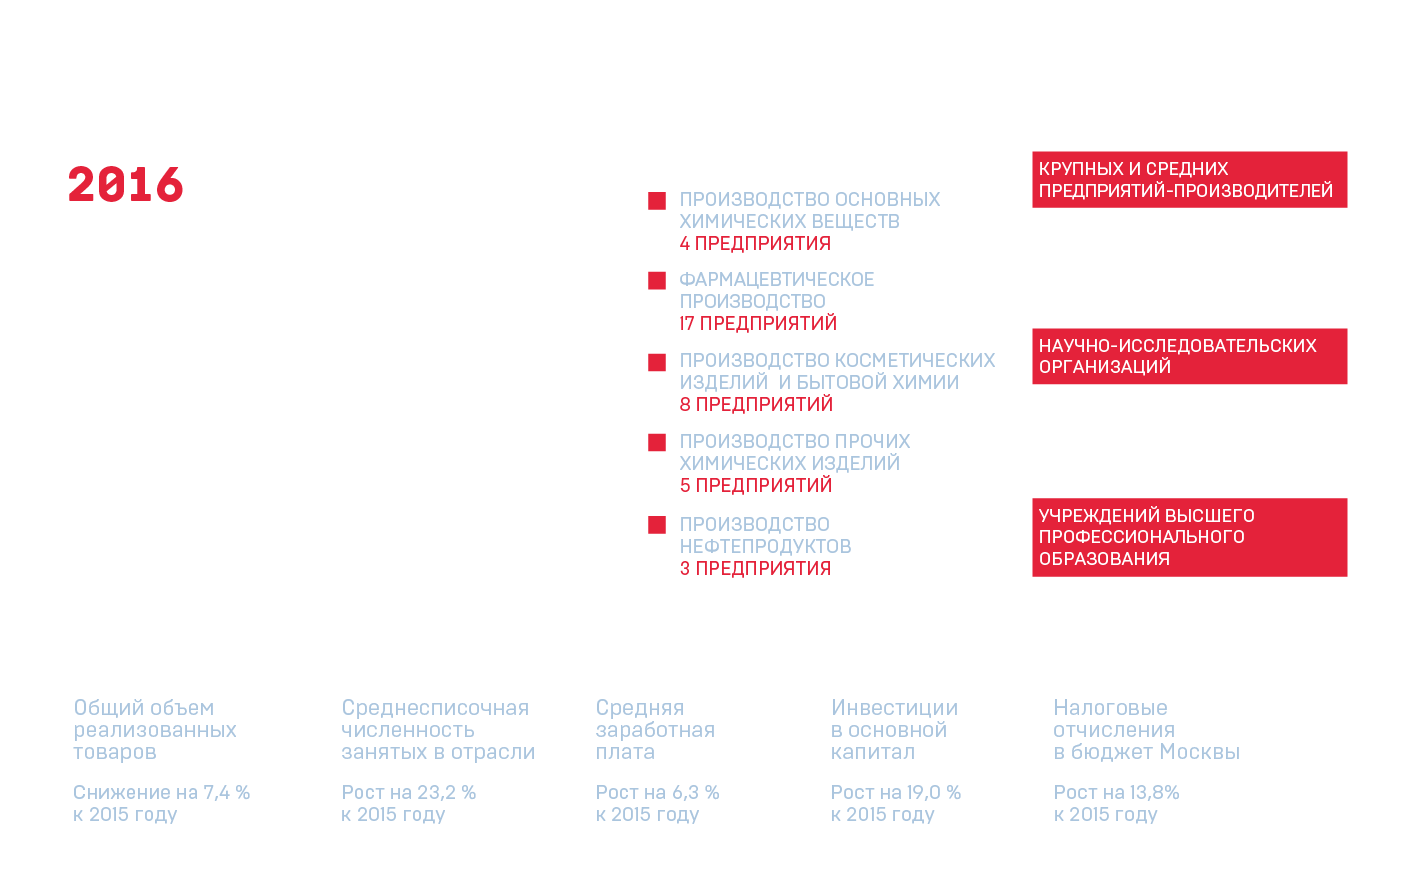 2016
ПРОИЗВОДСТВО ОСНОВНЫХ
ХИМИЧЕСКИХ ВЕЩЕСТВ
4 ПРЕДПРИЯТИЯ
ФАРМАЦЕВТИЧЕСКОЕ
ПРОИЗВОДСТВО
17 ПРЕДПРИЯТИЙ
ПРОИЗВОДСТВО КОСМЕТИЧЕСКИХ
ИЗДЕЛИЙ И БЫТОВОЙ ХИМИИ
8 ПРЕДПРИЯТИЙ
ПРОИЗВОДСТВО ПРОЧИХ
ХИМИЧЕСКИХ ИЗДЕЛИЙ
5 ПРЕДПРИЯТИЙ
ПРОИЗВОДСТВО
НЕФТЕПРОДУКТОВ
3 ПРЕДПРИЯТИЯ
КРУПНЫХ И СРЕДНИХ
ПРЕДПРИЯТИЙ-ПРОИЗВОДИТЕЛЕЙ
НАУЧНО-ИССЛЕДОВАТЕЛЬСКИХ
ОРГАНИЗАЦИЙ
УЧРЕЖДЕНИЙ ВЫСШЕГО
ПРОФЕССИОНАЛЬНОГО
ОБРАЗОВАНИЯ
Общий объем
реализованных
товаров
Снижение на 7,4 %
к 2015 году
Среднесписочная
численность
занятых в отрасли
Рост на 23,2 %
к 2015 году
Средняя
заработная
плата
Рост на 6,3 %
к 2015 году
Инвестиции
в основной
капитал
Рост на 19,0 %
к 2015 году
Налоговые
отчисления
в бюджет Москвы
Рост на 13,8%
к 2015 году